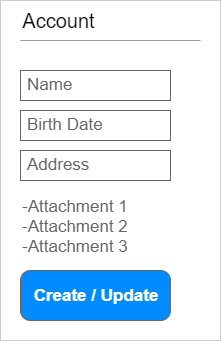 Account
Name
Birth Date
Address
-Attachment 1
-Attachment 2
-Attachment 3
Create / Update